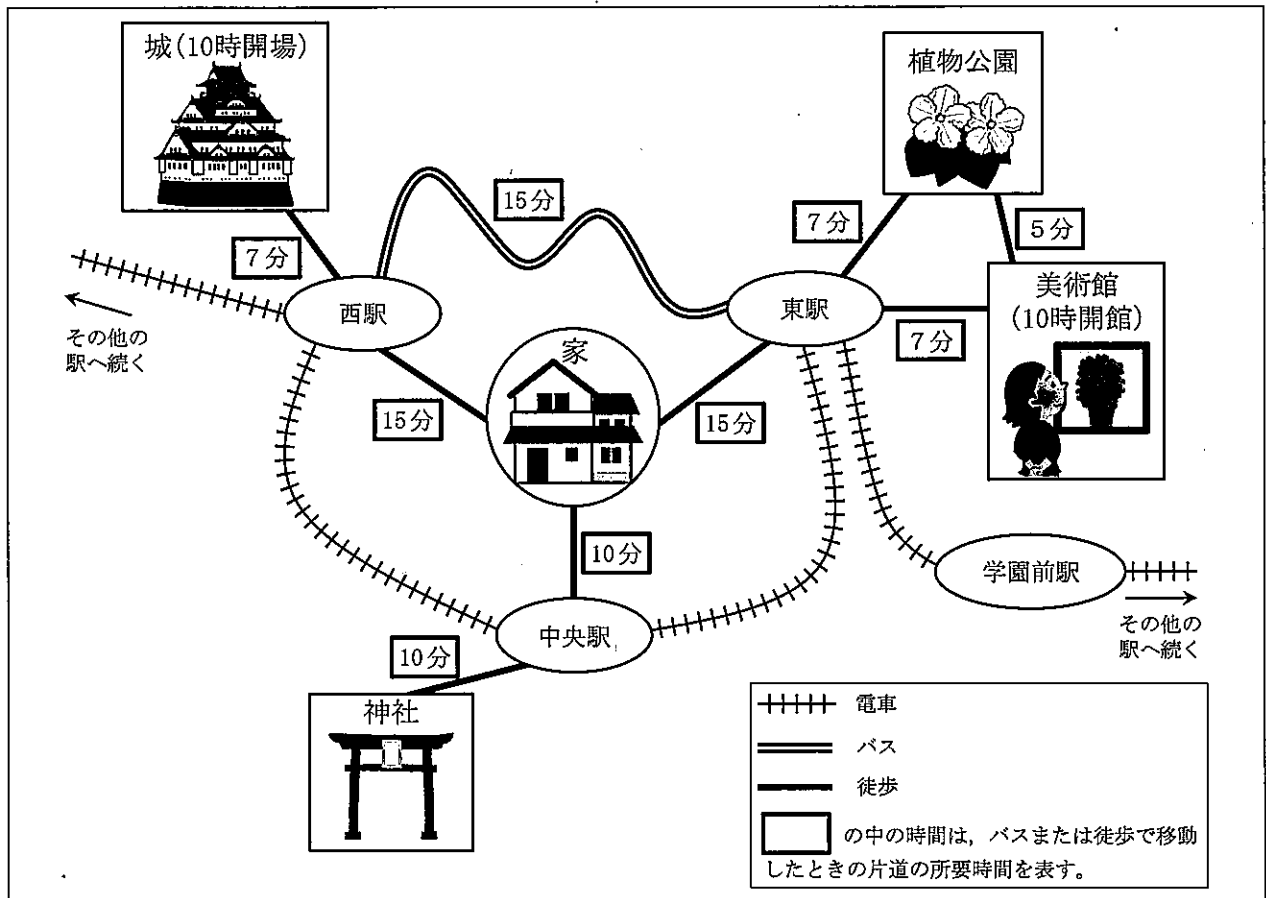 城(10時開場)
植物公園
15分
7分
5分
7分
美術館
(10時開館)
西駅
東駅
7分
その他の
駅へ続く
家
15分
15分
10分
学園前駅
中央駅
その他の
駅へ続く
10分
神社
電車
バス
徒歩
の中の時間は，バスまたは徒歩で移動
したときの片道の所要時間を表す。